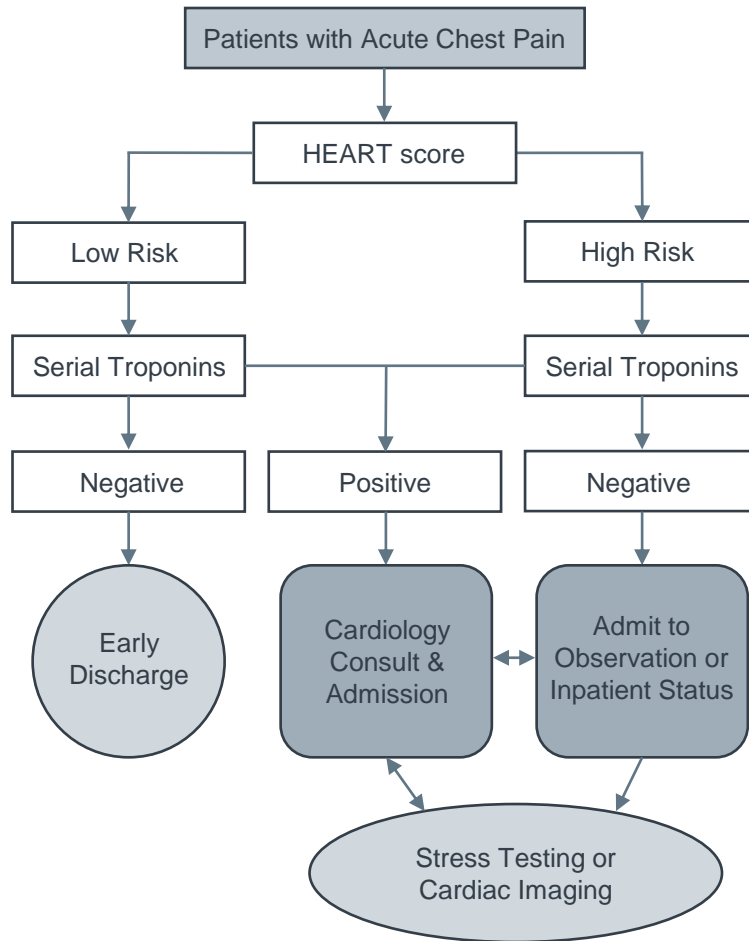 Patients with Acute Chest Pain
HEART score
Low Risk
High Risk
Serial Troponins
Serial Troponins
Negative
Positive
Negative
Early
Discharge
Cardiology
Consult &
Admission
Admit to
Observation or
Inpatient Status
Stress Testing or
Cardiac Imaging